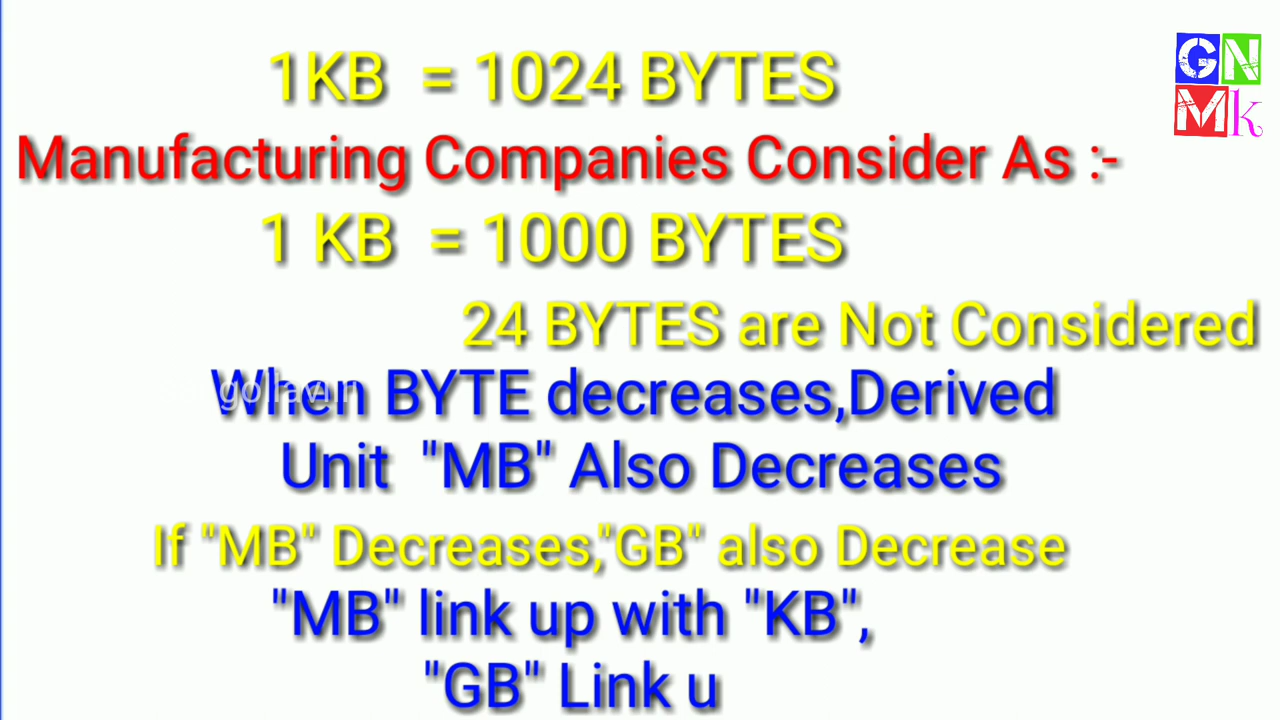 1KB = 1024 BYTES
Manufacturing Companies Consider As :-
1 KB = 1000 BYTES
24 BYTES are Not Considered
When BYTE decreases,Derived
Unit "MB" Also Decreases
If "MB" Decreases,"GB" also Decrease
"MB" link up with "KB",
"GB" Link u
GN
Mk